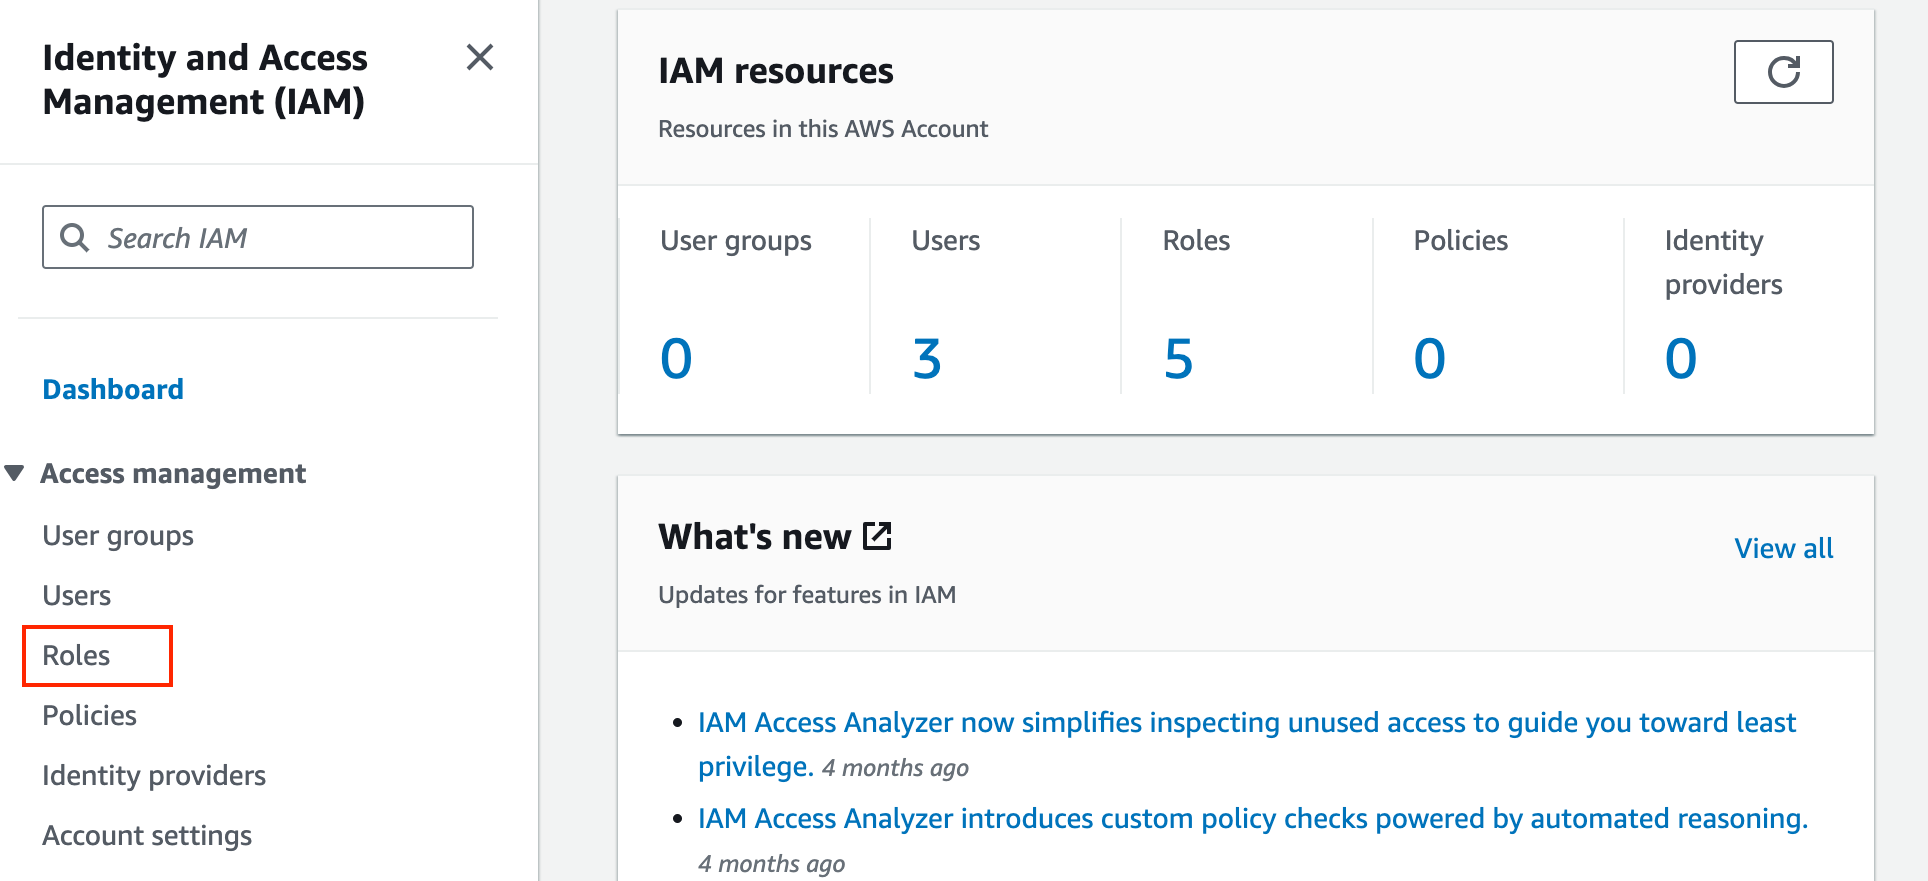 Identity and Access
Management (IAM)
Search IAM
Dashboard
Access management
User groups
Users
Roles
Policies
Identity providers
Account settings
IAM resources
Resources in this AWS Account
User groups
0
Users
3
Roles
5
Policies
0
Identity
providers
0
What's new
View all
Updates for features in IAM
IAM Access Analyzer now simplifies inspecting unused access to guide you toward least
privilege. 4 months ago
IAM Access Analyzer introduces custom policy checks powered by automated reasoning.
4 months ago